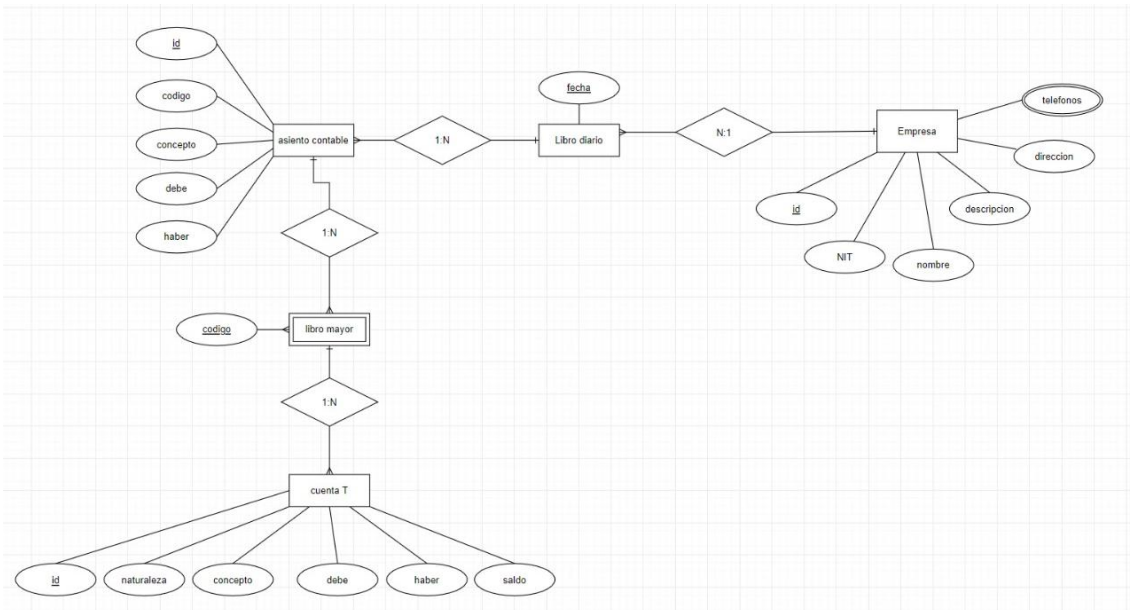 id
codigo
concepto
debe
haber
asiento contable
1:N
fecha
Libro diario
N:1
Empresa
telefonos
direccion
descripcion
nombre
NIT
id
1:N
codigo
libro mayor
1:N
cuenta T
id
naturaleza
concepto
debe
haber
saldo